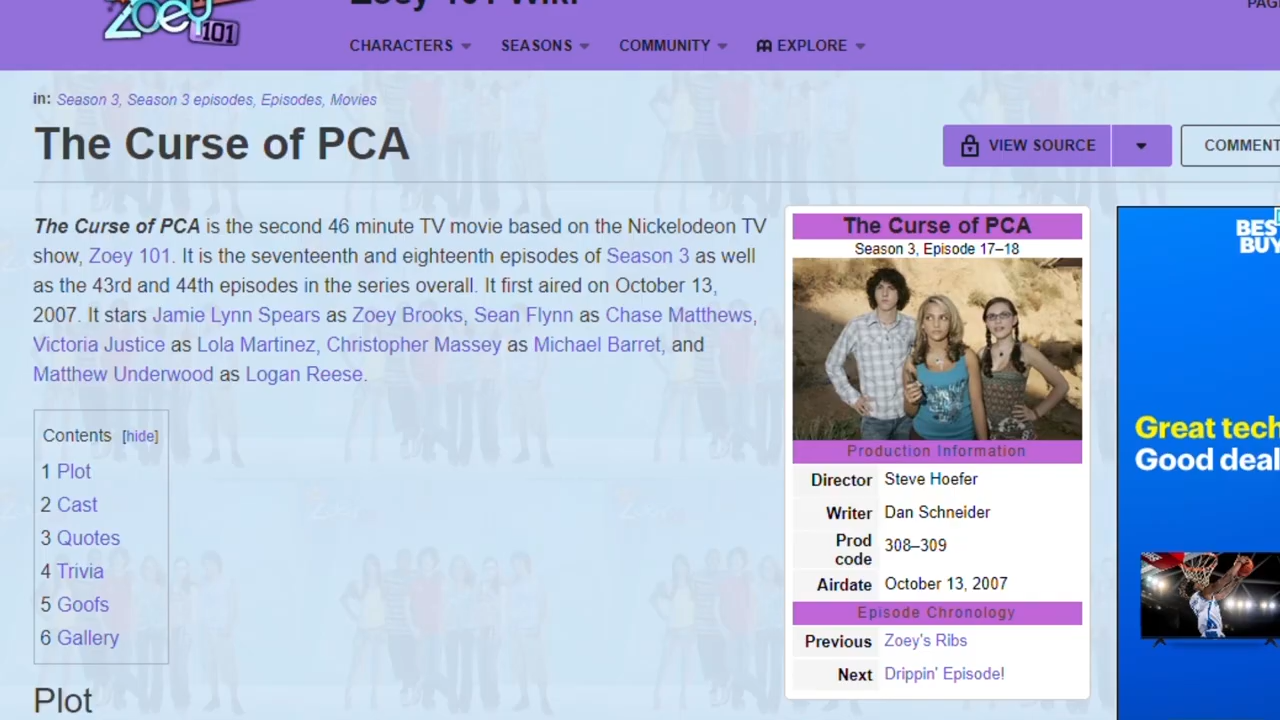 Zoey 101 Wiki
ZOEY 101
CHARACTERS SEASONS COMMUNITY EXPLORE
in: Season 3, Season 3 episodes, Episodes, Movies
The Curse of PCA
VIEW SOURCE
COMMENT
The Curse of PCA is the second 46 minute TV movie based on the Nickelodeon TV
show, Zoey 101. It is the seventeenth and eighteenth episodes of Season 3 as well
as the 43rd and 44th episodes in the series overall. It first aired on October 13,
2007. It stars Jamie Lynn Spears as Zoey Brooks, Sean Flynn as Chase Matthews,
Victoria Justice as Lola Martinez, Christopher Massey as Michael Barret, and
Matthew Underwood as Logan Reese.
Contents [hide]
1 Plot
2 Cast
3 Quotes
4 Trivia
5 Goofs
6 Gallery
Plot
The Curse of PCA
Season 3, Episode 17–18
Production Information
Director Steve Hoefer
Writer Dan Schneider
Prod
code 308–309
Airdate October 13, 2007
Episode Chronology
Previous Zoey's Ribs
Next Drippin' Episode!
BES
BUY
Great tech
Good deal